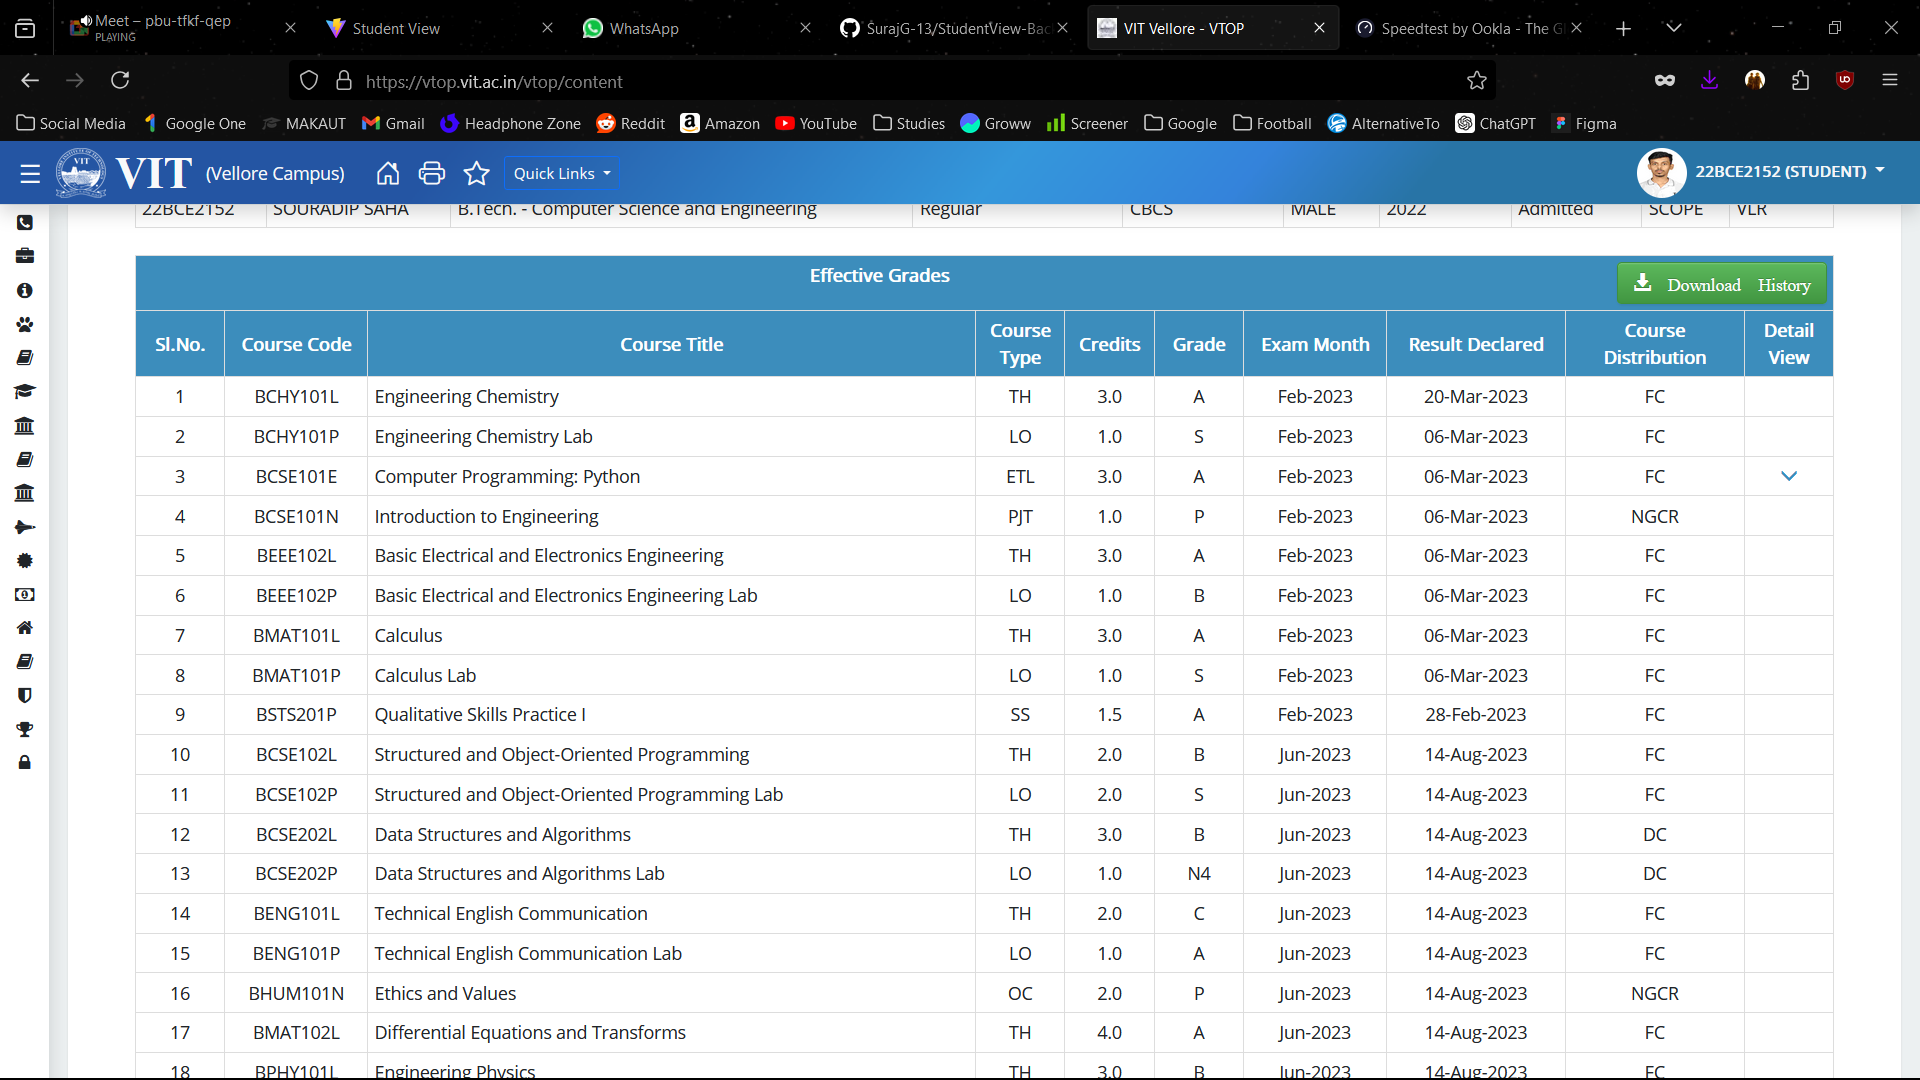 Meet – pbu-tfkf-qep
PLAYING
Student View
WhatsApp
SurajG-13/StudentView-Bac
VIT Vellore - VTOP
Speedtest by Ookla - The Gl
https://vtop.vit.ac.in/vtop/content
Social Media Google One MAKAUT Gmail Headphone Zone Reddit Amazon YouTube Studies Groww Screener Google Football AlternativeTo ChatGPT Figma
VIT (Vellore Campus) Quick Links 22BCE2152 (STUDENT)
22BCE2152 SOURADIP SAHA B.Tech. - Computer Science and Engineering Regular CBCS MALE 2022 Admitted SCOPE VLR
Effective Grades Download History
Sl.No. Course Code Course Title Course Type Credits Grade Exam Month Result Declared Course Distribution Detail View
1 BCHY101L Engineering Chemistry TH 3.0 A Feb-2023 20-Mar-2023 FC
2 BCHY101P Engineering Chemistry Lab LO 1.0 S Feb-2023 06-Mar-2023 FC
3 BCSE101E Computer Programming: Python ETL 3.0 A Feb-2023 06-Mar-2023 FC
4 BCSE101N Introduction to Engineering PJT 1.0 P Feb-2023 06-Mar-2023 NGCR
5 BEEE102L Basic Electrical and Electronics Engineering TH 3.0 A Feb-2023 06-Mar-2023 FC
6 BEEE102P Basic Electrical and Electronics Engineering Lab LO 1.0 B Feb-2023 06-Mar-2023 FC
7 BMAT101L Calculus TH 3.0 A Feb-2023 06-Mar-2023 FC
8 BMAT101P Calculus Lab LO 1.0 S Feb-2023 06-Mar-2023 FC
9 BSTS201P Qualitative Skills Practice I SS 1.5 A Feb-2023 28-Feb-2023 FC
10 BCSE102L Structured and Object-Oriented Programming TH 2.0 B Jun-2023 14-Aug-2023 FC
11 BCSE102P Structured and Object-Oriented Programming Lab LO 2.0 S Jun-2023 14-Aug-2023 FC
12 BCSE202L Data Structures and Algorithms TH 3.0 B Jun-2023 14-Aug-2023 DC
13 BCSE202P Data Structures and Algorithms Lab LO 1.0 N4 Jun-2023 14-Aug-2023 DC
14 BENG101L Technical English Communication TH 2.0 C Jun-2023 14-Aug-2023 FC
15 BENG101P Technical English Communication Lab LO 1.0 A Jun-2023 14-Aug-2023 FC
16 BHUM101N Ethics and Values OC 2.0 P Jun-2023 14-Aug-2023 NGCR
17 BMAT102L Differential Equations and Transforms TH 4.0 A Jun-2023 14-Aug-2023 FC
18 BPHY101L Engineering Physics TH 3.0 B Jun-2023 14-Aug-2023 FC